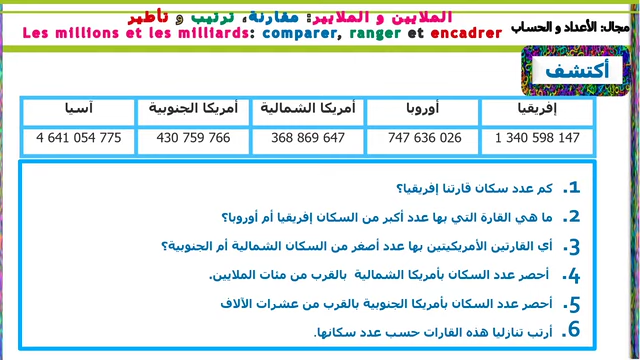 الملايين و الملايير: مقارنة، ترتيب و تأطير
مجال: الأعداد و الحساب
Les millions et les milliards: comparer, ranger et encadrer
أكتشف
إفريقيا أوروبا أمريكا الشمالية أمريكا الجنوبية آسيا
1 340 598 147 747 636 026 368 869 647 430 759 766 4 641 054 775
1. كم عدد سكان قارتنا إفريقيا؟
2. ما هي القارة التي بها عدد أكبر من السكان إفريقيا أم أوروبا؟
3. أي القارتين الأمريكيتين بها عدد أصغر من السكان الشمالية أم الجنوبية؟
4. أحصر عدد السكان بأمريكا الشمالية بالقرب من مئات الملايين.
5. أحصر عدد السكان بأمريكا الجنوبية بالقرب من عشرات الآلاف
6. أرتب تنازليا هذه القارات حسب عدد سكانها.